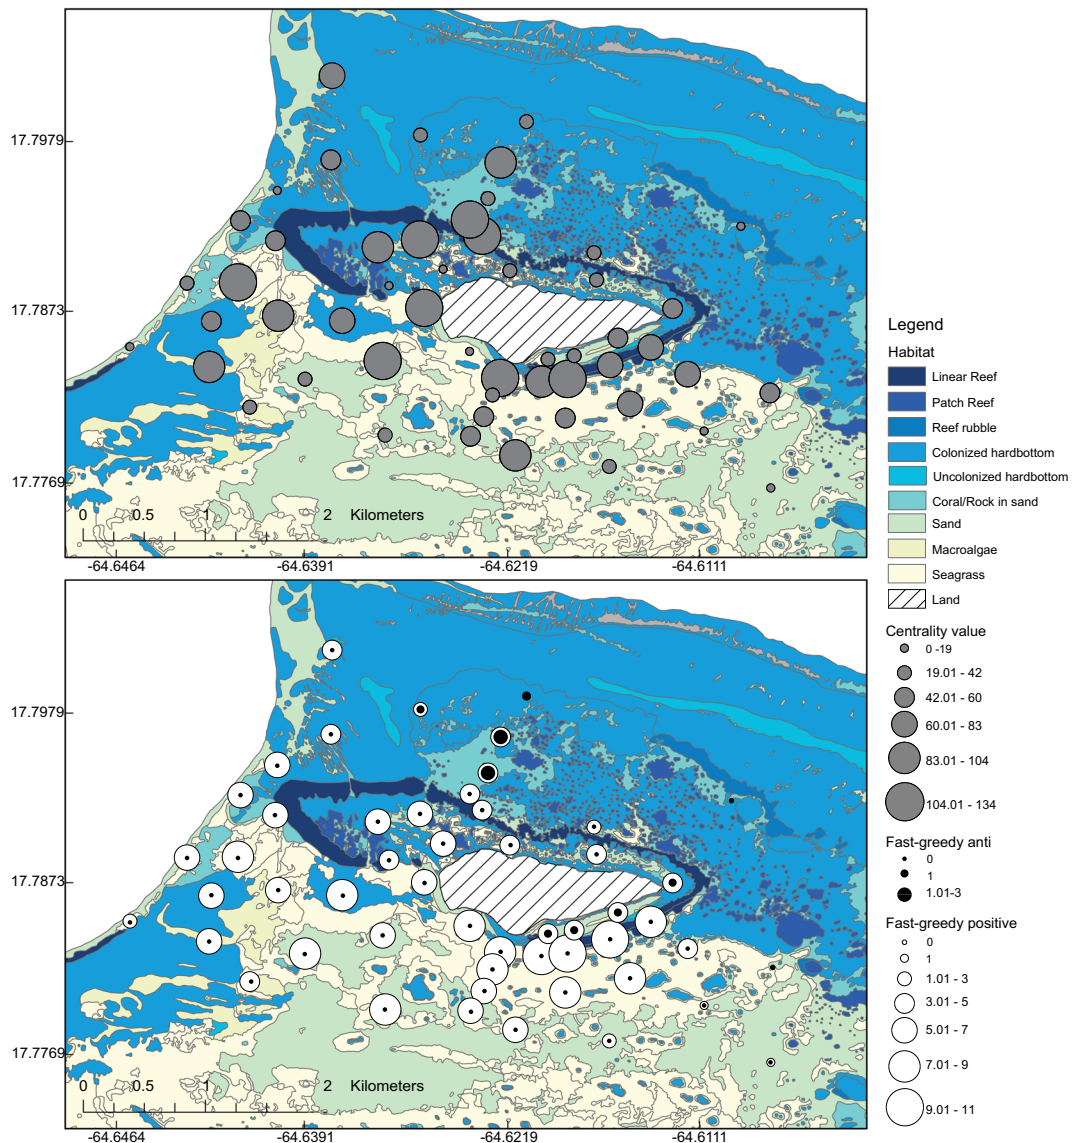 17.7979
17.7873
17.7769
0 0.5 1 2 Kilometers
-64.6464 -64.6391 -64.6219 -64.6111
Legend
Habitat
Linear Reef
Patch Reef
Reef rubble
Colonized hardbottom
Uncolonized hardbottom
Coral/Rock in sand
Sand
Macroalgae
Seagrass
Land
Centrality value
0 -19
19.01 - 42
42.01 - 60
60.01 - 83
83.01 - 104
104.01 - 134
Fast-greedy anti
0
1
1.01-3
Fast-greedy positive
0
1
1.01 - 3
3.01 - 5
5.01 - 7
7.01 - 9
9.01 - 11
17.7979
17.7873
17.7769
0 0.5 1 2 Kilometers
-64.6464 -64.6391 -64.6219 -64.6111